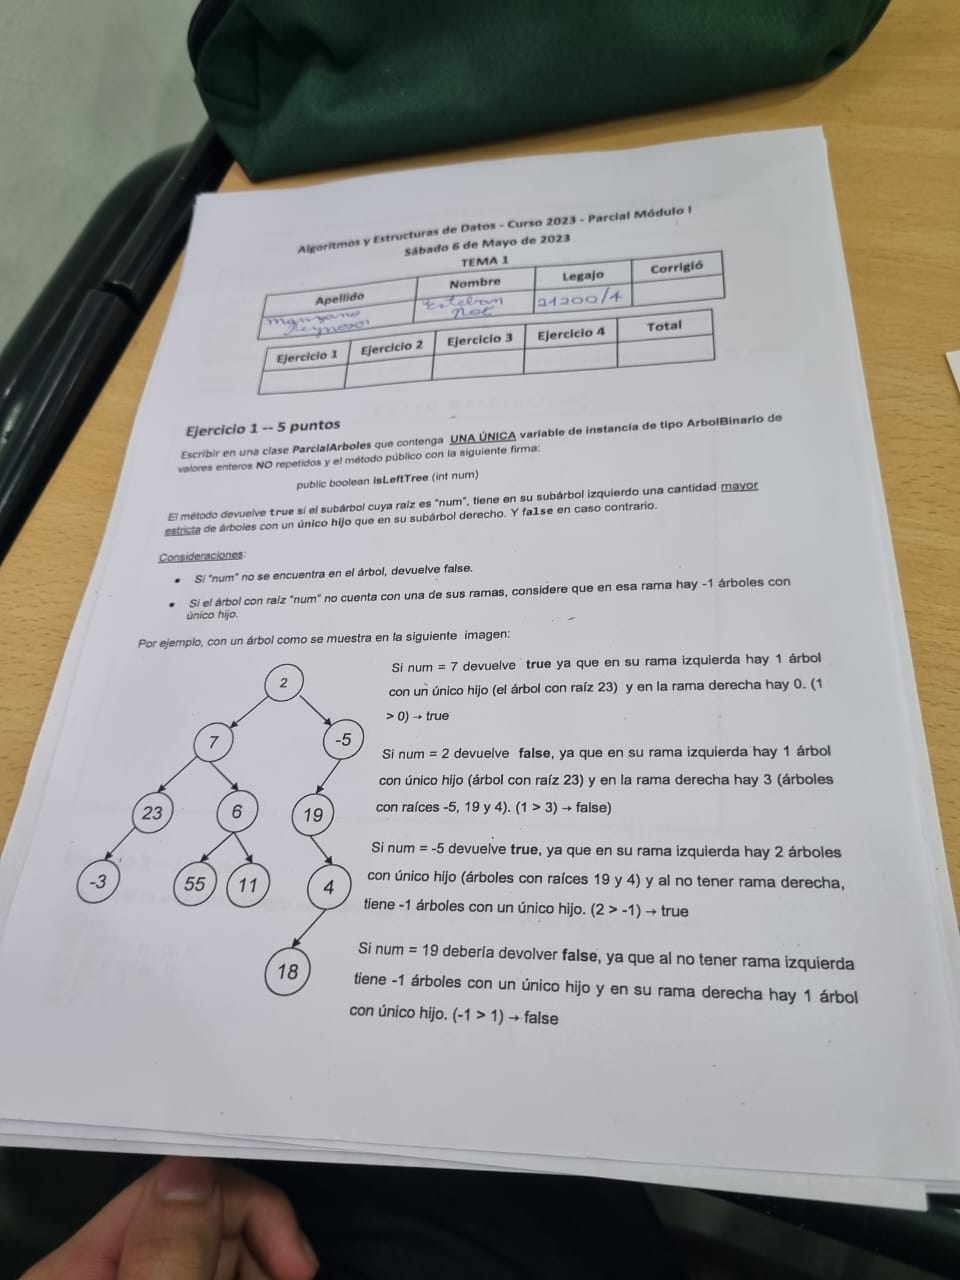 Algoritmos y Estructuras de Datos - Curso 2023 - Parcial Módulo I
Sábado 6 de Mayo de 2023
TEMA 1
Apellido Nombre Legajo Corrigió
Manzano Reynoso Esteban Noé 21200/4
Ejercicio 1 Ejercicio 2 Ejercicio 3 Ejercicio 4 Total
Ejercicio 1 -- 5 puntos
Escribir en una clase ParcialArboles que contenga UNA ÚNICA variable de instancia de tipo ArbolBinario de
valores enteros NO repetidos y el método público con la siguiente firma:
public boolean isLeftTree (int num)
El método devuelve true si el subárbol cuya raíz es "num", tiene en su subárbol izquierdo una cantidad mayor
estricta de árboles con un único hijo que en su subárbol derecho. Y false en caso contrario.
Consideraciones:
• Si "num" no se encuentra en el árbol, devuelve false.
• Si el árbol con raíz "num" no cuenta con una de sus ramas, considere que en esa rama hay -1 árboles con
único hijo.
Por ejemplo, con un árbol como se muestra en la siguiente imagen:
2
7
-5
23
6
19
-3
55
11
4
18
Si num = 7 devuelve true ya que en su rama izquierda hay 1 árbol
con un único hijo (el árbol con raíz 23) y en la rama derecha hay 0. (1
> 0) → true
Si num = 2 devuelve false, ya que en su rama izquierda hay 1 árbol
con único hijo (árbol con raíz 23) y en la rama derecha hay 3 (árboles
con raíces -5, 19 y 4). (1 > 3) → false)
Si num = -5 devuelve true, ya que en su rama izquierda hay 2 árboles
con único hijo (árboles con raíces 19 y 4) y al no tener rama derecha,
tiene -1 árboles con un único hijo. (2 > -1) → true
Si num = 19 debería devolver false, ya que al no tener rama izquierda
tiene -1 árboles con un único hijo y en su rama derecha hay 1 árbol
con único hijo. (-1 > 1) → false